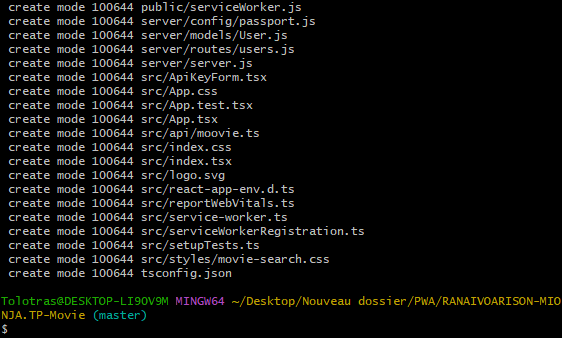 create mode 100644 public/serviceWorker.js
create mode 100644 server/config/passport.js
create mode 100644 server/models/User.js
create mode 100644 server/routes/users.js
create mode 100644 server/server.js
create mode 100644 src/ApiKeyForm.tsx
create mode 100644 src/App.css
create mode 100644 src/App.test.tsx
create mode 100644 src/App.tsx
create mode 100644 src/api/moovie.ts
create mode 100644 src/index.css
create mode 100644 src/index.tsx
create mode 100644 src/logo.svg
create mode 100644 src/react-app-env.d.ts
create mode 100644 src/reportWebVitals.ts
create mode 100644 src/service-worker.ts
create mode 100644 src/serviceWorkerRegistration.ts
create mode 100644 src/setupTests.ts
create mode 100644 src/styles/movie-search.css
create mode 100644 tsconfig.json
Tolotras@DESKTOP-LI9OV9M MINGW64 ~/Desktop/Nouveau dossier/PWA/RANAIVOARISON-MIO
NJA.TP-Movie (master)
$